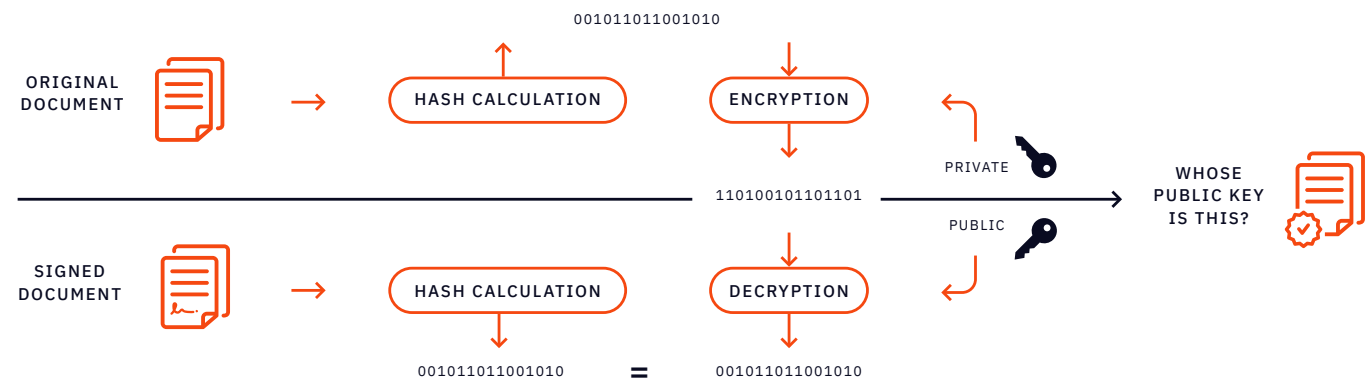 001011011001010
ORIGINAL
DOCUMENT
HASH CALCULATION
ENCRYPTION
PRIVATE
110100101101101
WHOSE
PUBLIC KEY
IS THIS?
PUBLIC
SIGNED
DOCUMENT
HASH CALCULATION
DECRYPTION
001011011001010
=
001011011001010